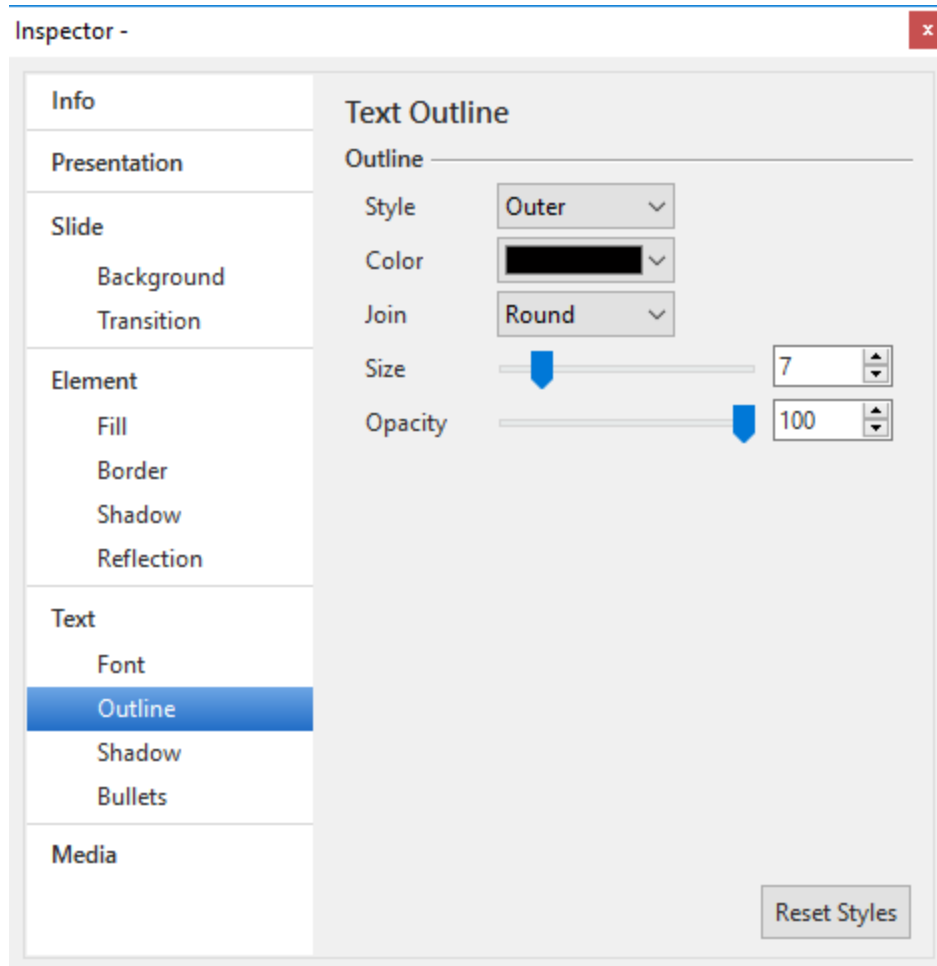 Inspector -
x
Info
Presentation
Slide
Background
Transition
Element
Fill
Border
Shadow
Reflection
Text
Font
Outline
Shadow
Bullets
Media
Text Outline
Outline
Style Outer
Color
Join Round
Size 7
Opacity 100
Reset Styles